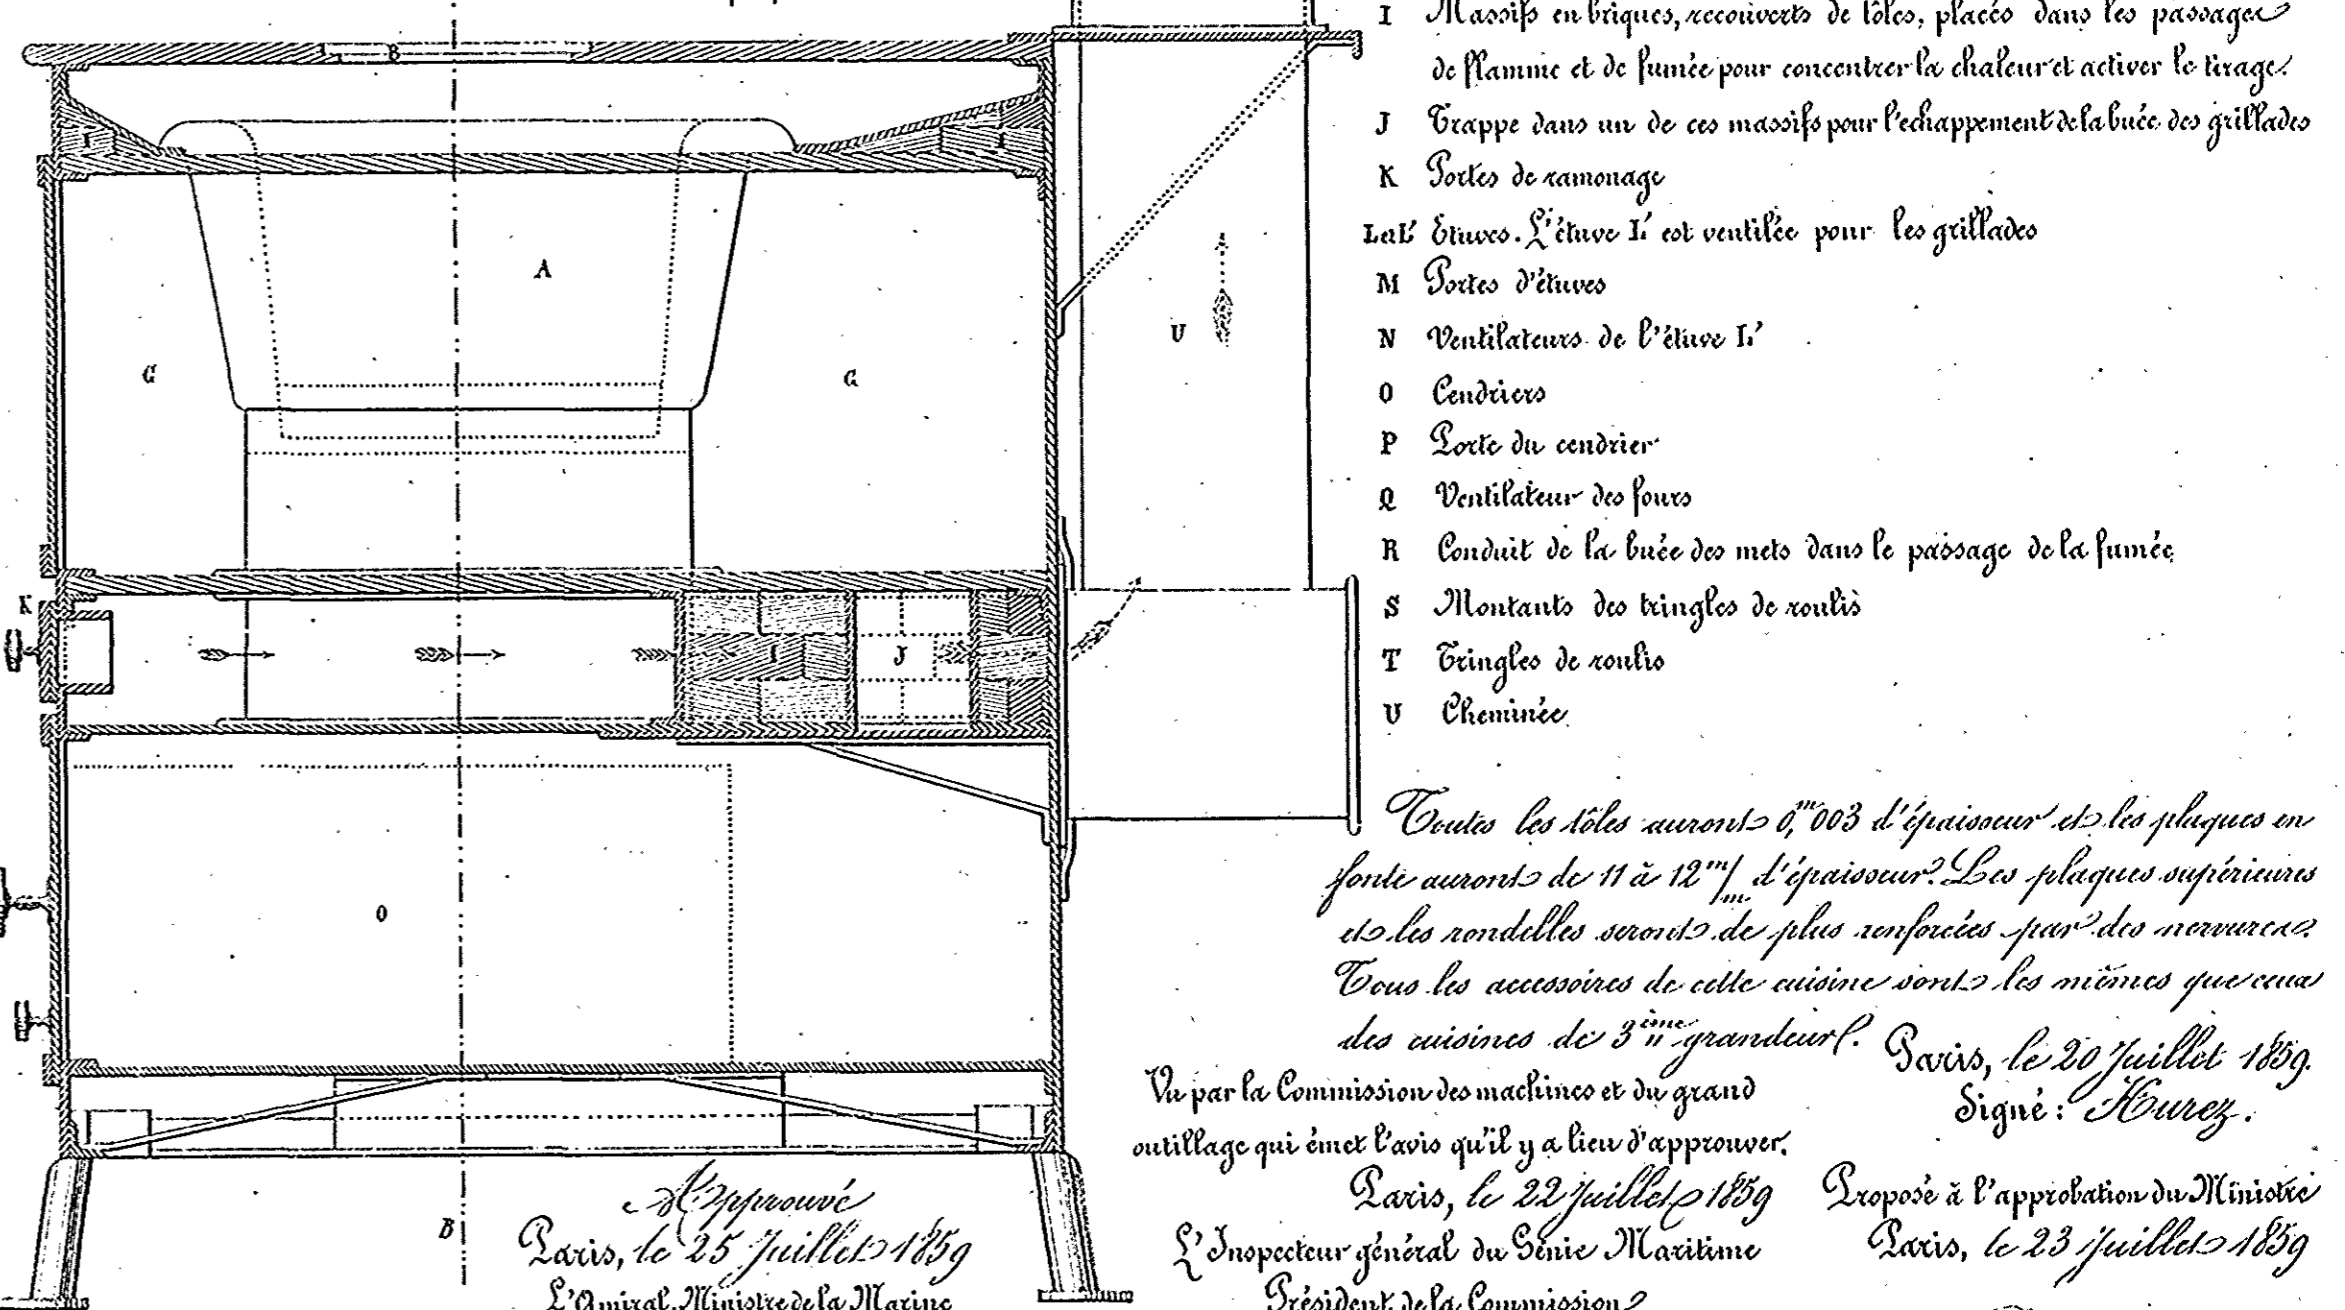 I Massifs en briques, recouverts de tôles, placés dans les passages
de flamme et de fumée pour concentrer la chaleur et activer le tirage.
J Trappe dans un de ces massifs pour l'echappement de la buée des grillades
K Portes de ramonage
L et L' Etuves. L'étuve L' est ventilée pour les grillades
M Portes d'étuves
N Ventilateurs de l'étuve L'
O Cendriers
P Porte du cendrier
Q Ventilateur des fours
R Conduit de la buée des mets dans le passage de la fumée
S Montants des tringles de roulis
T Tringles de roulis
U Cheminée
Toutes les tôles auront 0,m003 d'épaisseur et les plaques en
fonte auront de 11 à 12 m/m d'épaisseur. Les plaques supérieures
et les rondelles seront de plus renforcées par des nervures.
Tous les accessoires de cette cuisine sont les mêmes que ceux
des cuisines de 3ème grandeur.
Paris, le 20 Juillet 1859.
Signé : Hurez.
Vu par la Commission des machines et du grand
outillage qui émet l'avis qu'il y a lieu d'approuver.
Paris, le 22 Juillet 1859
L'Inspecteur général du Génie Maritime
Président de la Commission
Proposé à l'approbation du Ministre
Paris, le 23 Juillet 1859
Approuvé
Paris, le 25 Juillet 1859
L'Amiral, Ministre de la Marine
B
I
I
A
G
G
U
K
I
J
O
B